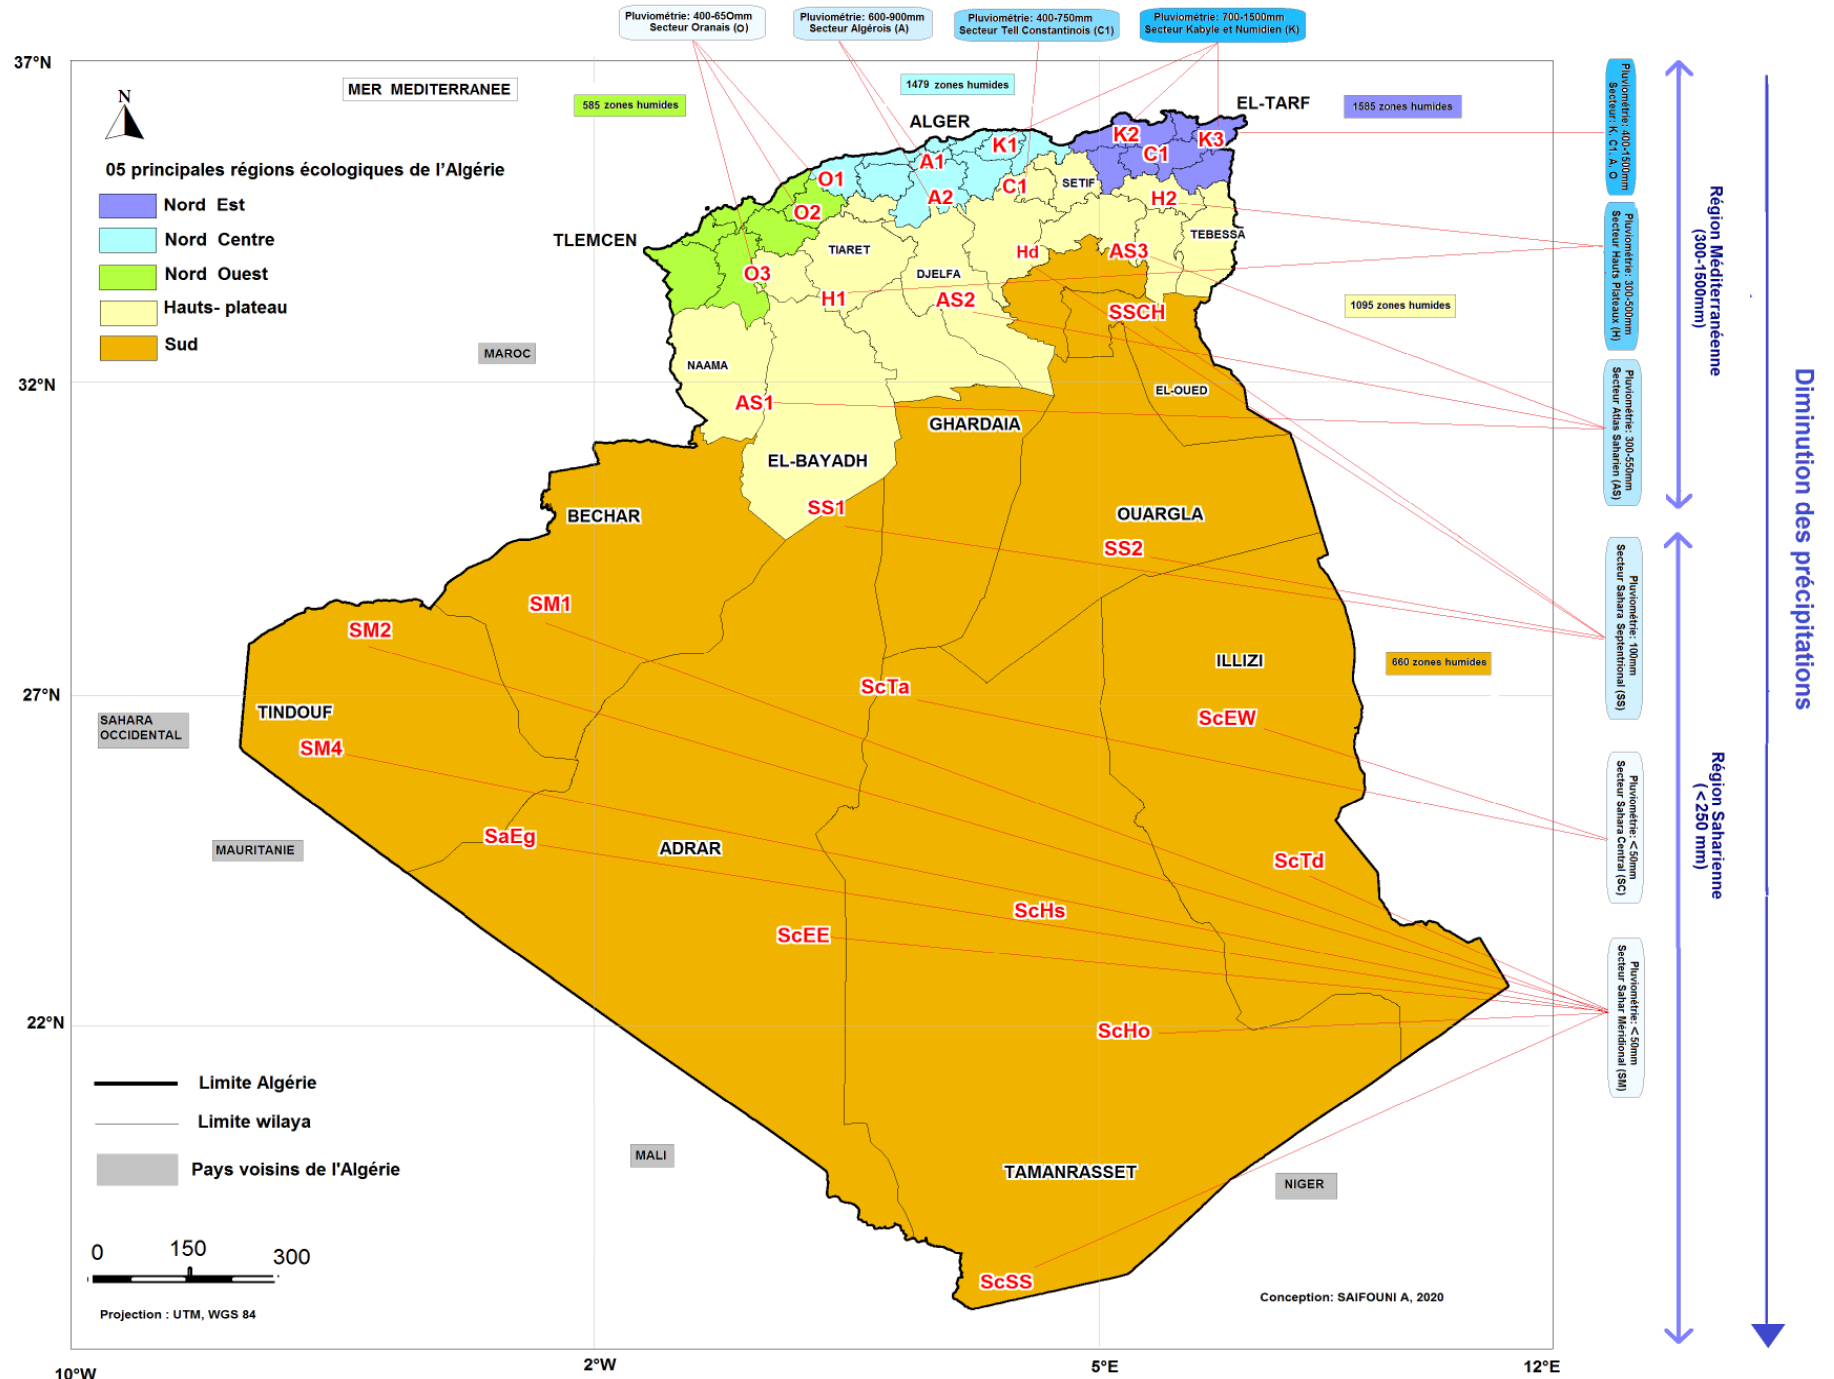 Pluviométrie: 400-65Omm
Secteur Oranais (O)
Pluviométrie: 600-900mm
Secteur Algérois (A)
Pluviométrie: 400-750mm
Secteur Tell Constantinois (C1)
Pluviométrie: 700-1500mm
Secteur Kabyle et Numidien (K)
37°N
32°N
27°N
22°N
10°W
2°W
5°E
12°E
MER MEDITERRANEE
585 zones humides
1479 zones humides
1585 zones humides
1095 zones humides
660 zones humides
N
05 principales régions écologiques de l'Algérie
Nord Est
Nord Centre
Nord Ouest
Hauts- plateau
Sud
ALGER
EL-TARF
TLEMCEN
K1
K2
K3
A1
C1
O1
C1
SETIF
A2
H2
O2
TIARET
TEBESSA
Hd
AS3
O3
DJELFA
H1
AS2
SSCH
MAROC
NAAMA
EL-OUED
AS1
GHARDAIA
EL-BAYADH
SS1
BECHAR
OUARGLA
SS2
SM1
SM2
ILLIZI
ScTa
TINDOUF
ScEW
SAHARA
OCCIDENTAL
SM4
SaEg
MAURITANIE
ADRAR
ScTd
ScHs
ScEE
ScHo
MALI
TAMANRASSET
NIGER
ScSS
Limite Algérie
Limite wilaya
Pays voisins de l'Algérie
0
150
300
Projection : UTM, WGS 84
Conception: SAIFOUNI A, 2020
Pluviométrie: 400-1500mm
Secteur: K, C1, A, O
Pluviométrie: 300-500mm
Secteur Hauts Plateaux (H)
Pluviométrie: 300-550mm
Secteur Atlas Saharien (AS)
Pluviométrie: 100mm
Secteur Sahara Septentrional (SS)
Pluviométrie: <50mm
Secteur Sahara Central (SC)
Pluviométrie: <50mm
Secteur Sahar Méridional (SM)
Région Méditerranéenne
(300-1500mm)
Région Saharienne
(<250 mm)
Diminution des précipitations